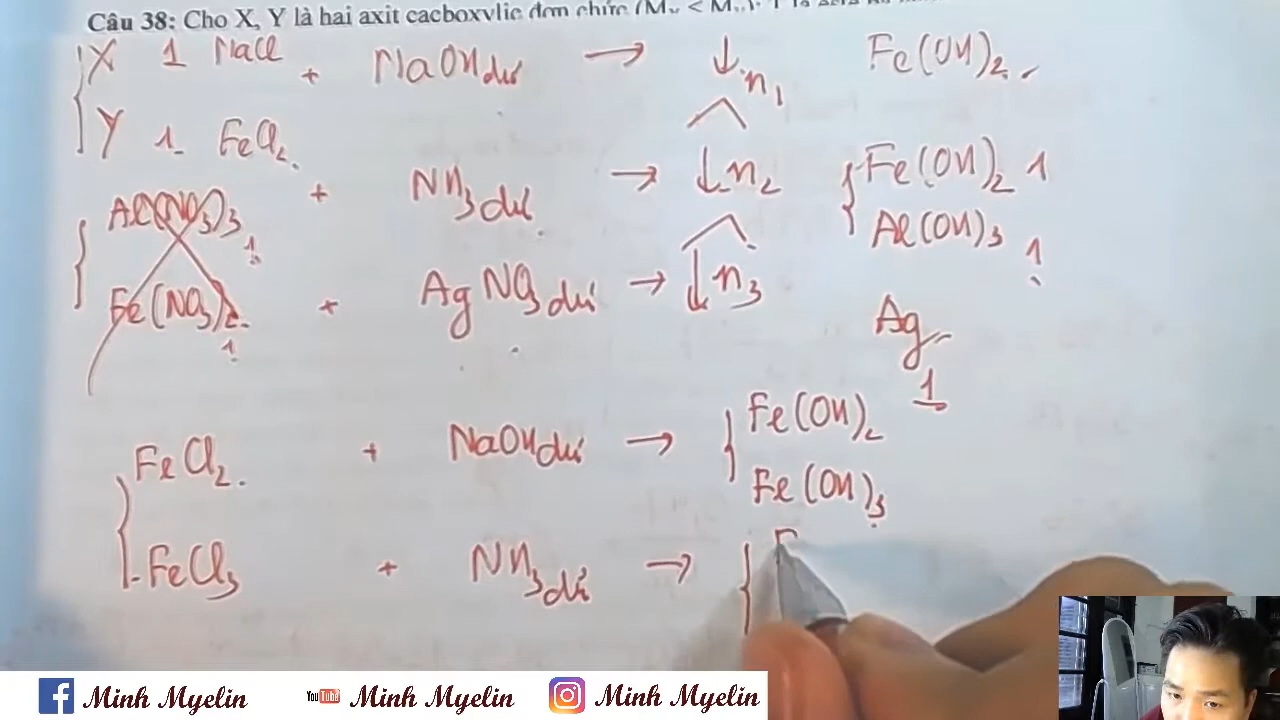 Câu 38: Cho X, Y là hai axit cacboxylic đơn chức (M
X 1 NaCl + NaOH dư → ↓ n1 Fe(OH)2
Y 1 FeCl2
Al(NO3)3 1 + NH3 dư → ↓ n2 Fe(OH)2 1
Al(OH)3 1
Fe(NO3)2 1 + AgNO3 dư → ↓ n3 Ag 1
FeCl2 + NaOH dư → Fe(OH)2
Fe(OH)3
FeCl3 + NH3 dư →
Minh Myelin YouTube Minh Myelin Minh Myelin